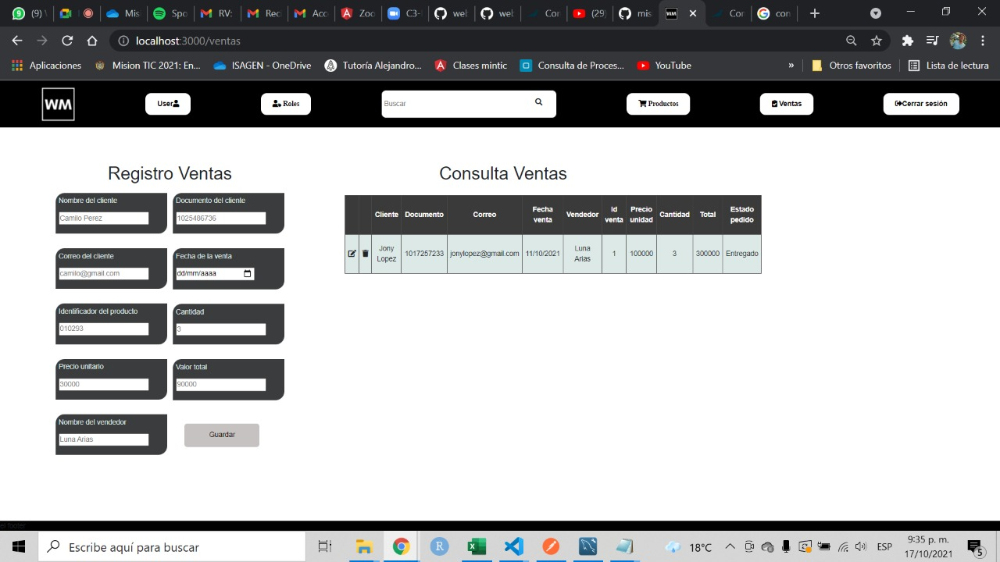 (9) W
Mis
Spo
RV:
Rec
Acc
Zoo
C3-
wel
wel
Cor
(29)
mis
WM
Cor
con
localhost:3000/ventas
Aplicaciones
Mision TIC 2021: En...
ISAGEN - OneDrive
Tutoría Alejandro...
Clases mintic
Consulta de Proces...
YouTube
»
Otros favoritos
Lista de lectura
WM
User
Roles
Buscar
Productos
Ventas
Cerrar sesión
Registro Ventas
Nombre del cliente
Documento del cliente
Camilo Perez
1025486736
Correo del cliente
Fecha de la venta
camilo@gmail.com
dd/mm/aaaa
Identificador del producto
Cantidad
010293
3
Precio unitario
Valor total
30000
90000
Nombre del vendedor
Luna Arias
Guardar
Consulta Ventas
Cliente Documento Correo Fecha venta Vendedor Id venta Precio unidad Cantidad Total Estado pedido
Jony Lopez 1017257233 jonylopez@gmail.com 11/10/2021 Luna Arias 1 100000 3 300000 Entregado
el footer
Escribe aquí para buscar
18°C
ESP
9:35 p. m.
17/10/2021
5